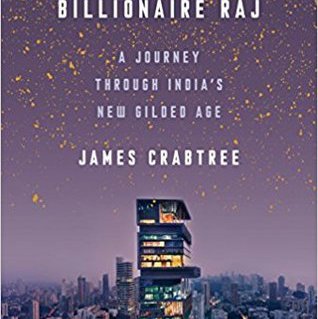 BILLIONAIRE RAJ
A JOURNEY
THROUGH INDIA'S
NEW GILDED AGE
JAMES CRABTREE